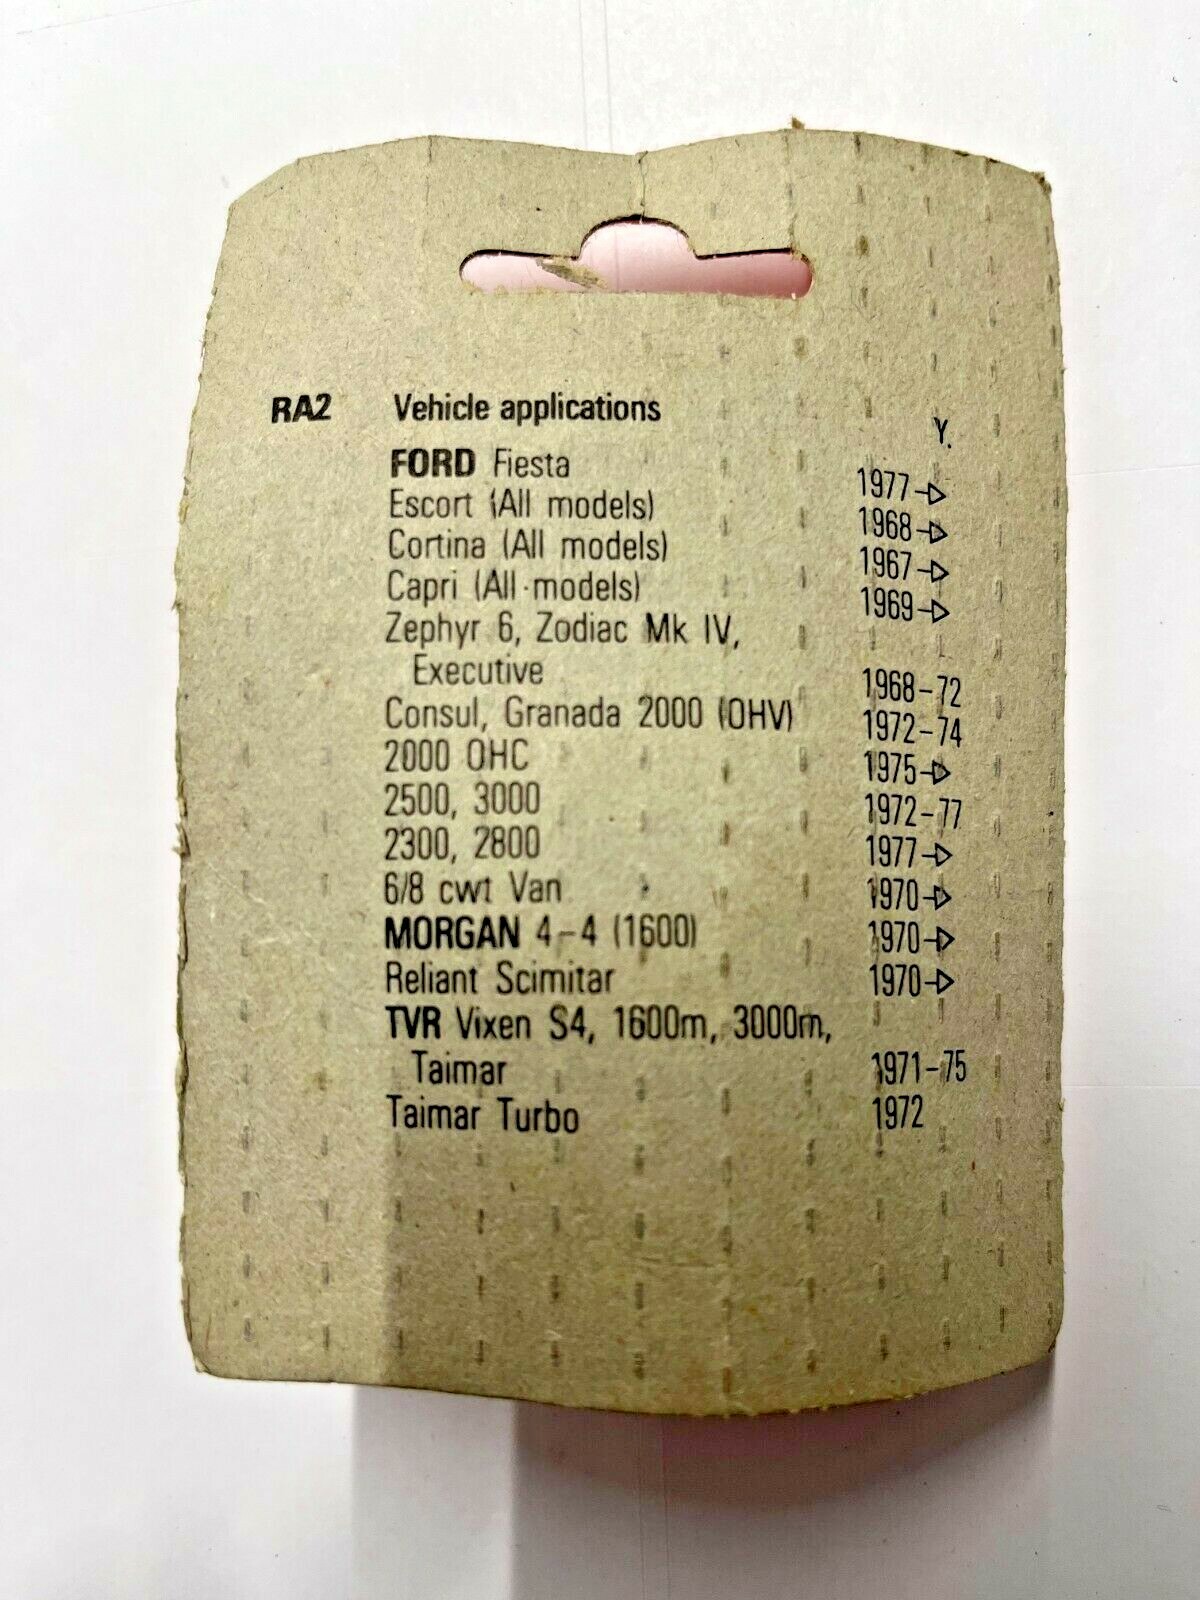 RA2 Vehicle applications Y.
FORD Fiesta 1977→
Escort (All models) 1968→
Cortina (All models) 1967→
Capri (All models) 1969→
Zephyr 6, Zodiac Mk IV,
Executive 1968-72
Consul, Granada 2000 (OHV) 1972-74
2000 OHC 1975→
2500, 3000 1972-77
2300, 2800 1977→
6/8 cwt Van 1970→
MORGAN 4-4 (1600) 1970→
Reliant Scimitar 1970→
TVR Vixen S4, 1600m, 3000m,
Taimar 1971-75
Taimar Turbo 1972